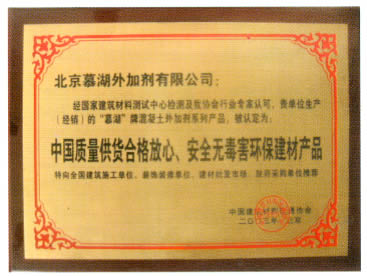 北京慕湖外加剂有限公司：
经国家建筑材料测试中心检测及我协会行业专家认可，贵单位生产
（经销）的“慕湖”牌混凝土外加剂系列产品，被认定为：
中国质量供货合格放心、安全无毒害环保建材产品
特向全国建筑施工单位、装饰装修单位、建材批发市场、政府采购单位推荐
中国建筑材料流通协会